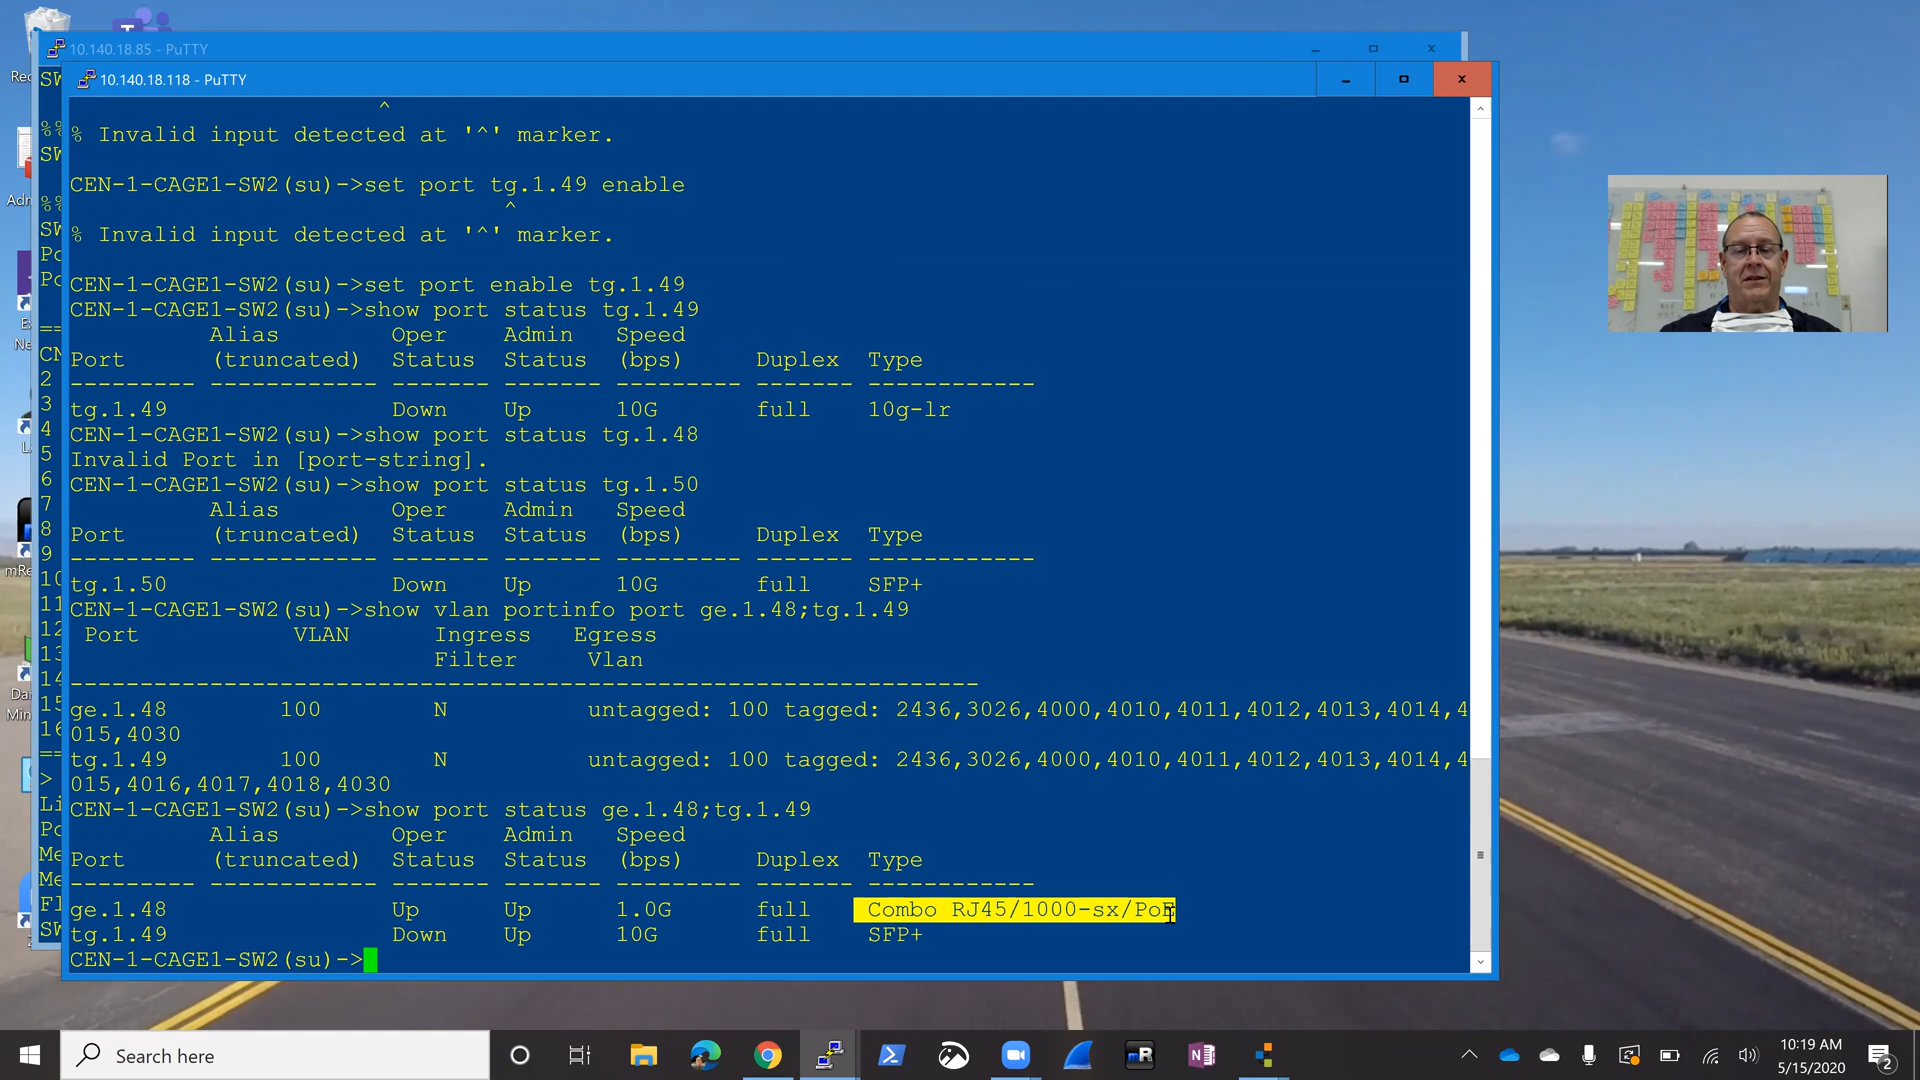 10.140.18.85 - PuTTY
10.140.18.118 - PuTTY
^
% Invalid input detected at '^' marker.
CEN-1-CAGE1-SW2(su)->set port tg.1.49 enable
^
% Invalid input detected at '^' marker.
CEN-1-CAGE1-SW2(su)->set port enable tg.1.49
CEN-1-CAGE1-SW2(su)->show port status tg.1.49
Alias Oper Admin Speed
Port (truncated) Status Status (bps) Duplex Type
--------- ------------ ------- ------- --------- ------- ------------
tg.1.49 Down Up 10G full 10g-lr
CEN-1-CAGE1-SW2(su)->show port status tg.1.48
Invalid Port in [port-string].
CEN-1-CAGE1-SW2(su)->show port status tg.1.50
Alias Oper Admin Speed
Port (truncated) Status Status (bps) Duplex Type
--------- ------------ ------- ------- --------- ------- ------------
tg.1.50 Down Up 10G full SFP+
CEN-1-CAGE1-SW2(su)->show vlan portinfo port ge.1.48;tg.1.49
Port VLAN Ingress Egress
Filter Vlan
-----------------------------------------------------------------
ge.1.48 100 N untagged: 100 tagged: 2436,3026,4000,4010,4011,4012,4013,4014,4
015,4030
tg.1.49 100 N untagged: 100 tagged: 2436,3026,4000,4010,4011,4012,4013,4014,4
015,4016,4017,4018,4030
CEN-1-CAGE1-SW2(su)->show port status ge.1.48;tg.1.49
Alias Oper Admin Speed
Port (truncated) Status Status (bps) Duplex Type
--------- ------------ ------- ------- --------- ------- ------------
ge.1.48 Up Up 1.0G full Combo RJ45/1000-sx/PoE
tg.1.49 Down Up 10G full SFP+
CEN-1-CAGE1-SW2(su)->
Search here
mR
10:19 AM
5/15/2020
2